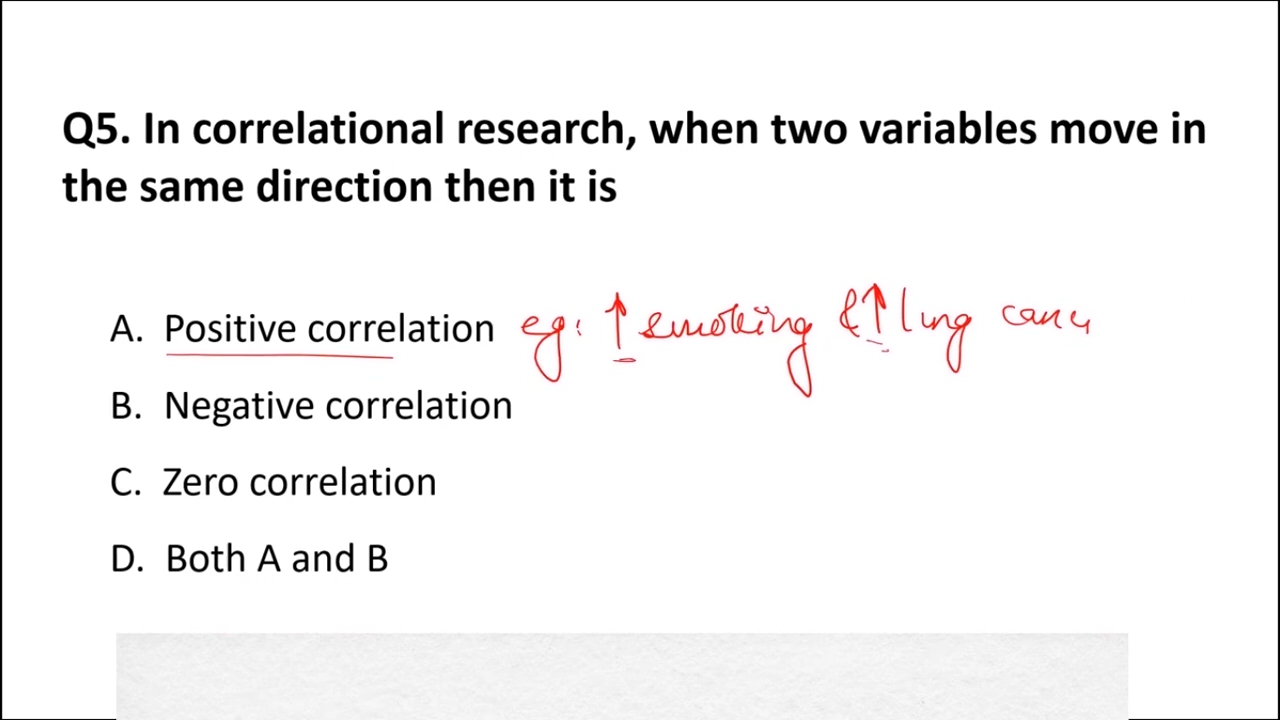 Q5. In correlational research, when two variables move in
the same direction then it is
A. Positive correlation eg: ↑ smoking & ↑ lung
B. Negative correlation
C. Zero correlation
D. Both A and B